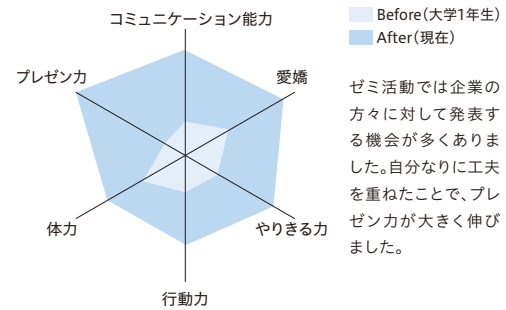 コミュニケーション能力
プレゼン力
愛嬌
体力
やりきる力
行動力
Before(大学1年生)
After(現在)
ゼミ活動では企業の
方々に対して発表す
る機会が多くありま
した。自分なりに工夫
を重ねたことで、プレ
ゼン力が大きく伸び
ました。